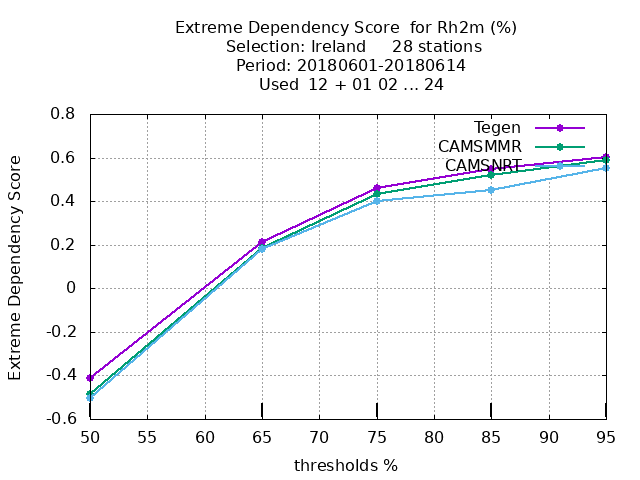 Extreme Dependency Score  for Rh2m (%)
Selection: Ireland     28 stations
Period: 20180601-20180614
Used  12 + 01 02 ... 24
Extreme Dependency Score
0.8
0.6
0.4
0.2
0
-0.2
-0.4
-0.6
Tegen
CAMSMMR
CAMSNRT
50 55 60 65 70 75 80 85 90 95
thresholds %